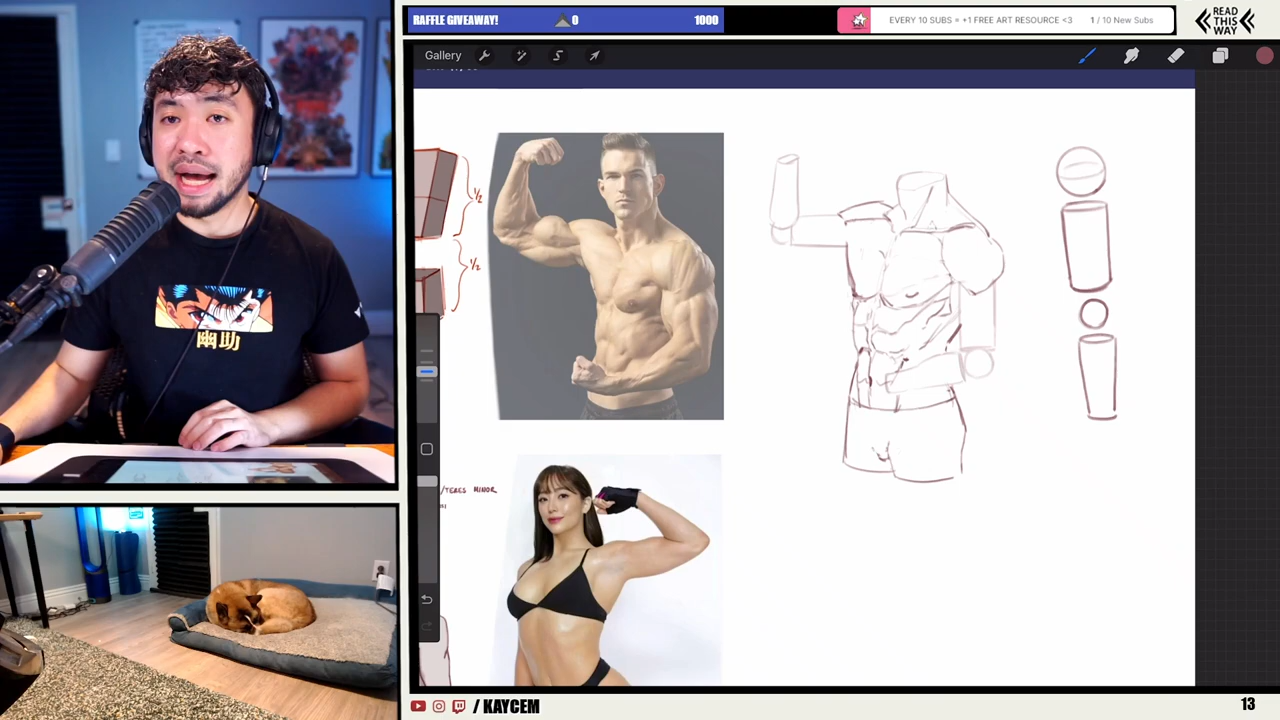 RAFFLE GIVEAWAY! 0 1000
EVERY 10 SUBS = +1 FREE ART RESOURCE <3 1 / 10 New Subs
READ
THIS
WAY
Gallery
1/2
1/2
幽助
/TERES MINOR
/ KAYCEM
13